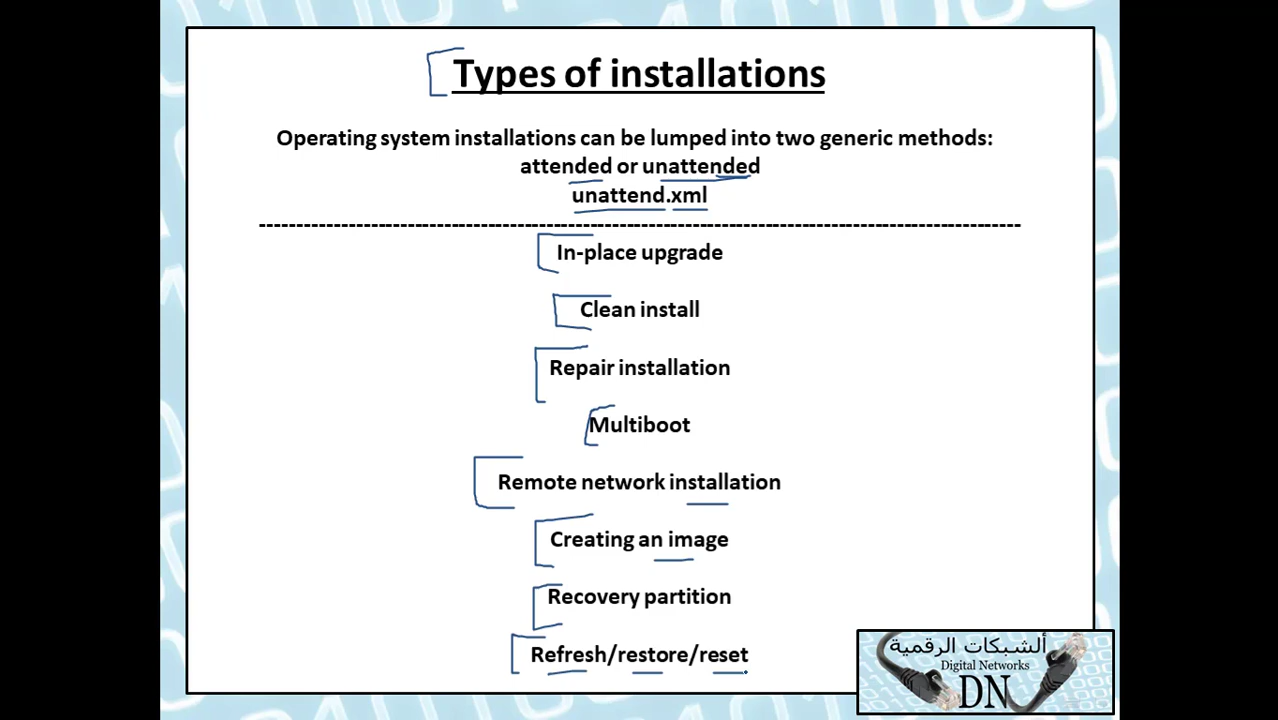 Types of installations
Operating system installations can be lumped into two generic methods:
attended or unattended
unattend.xml
--------------------------------------------------------------------------------------------------------
In-place upgrade
Clean install
Repair installation
Multiboot
Remote network installation
Creating an image
Recovery partition
Refresh/restore/reset
ألشبكات الرقمية
Digital Networks
DN